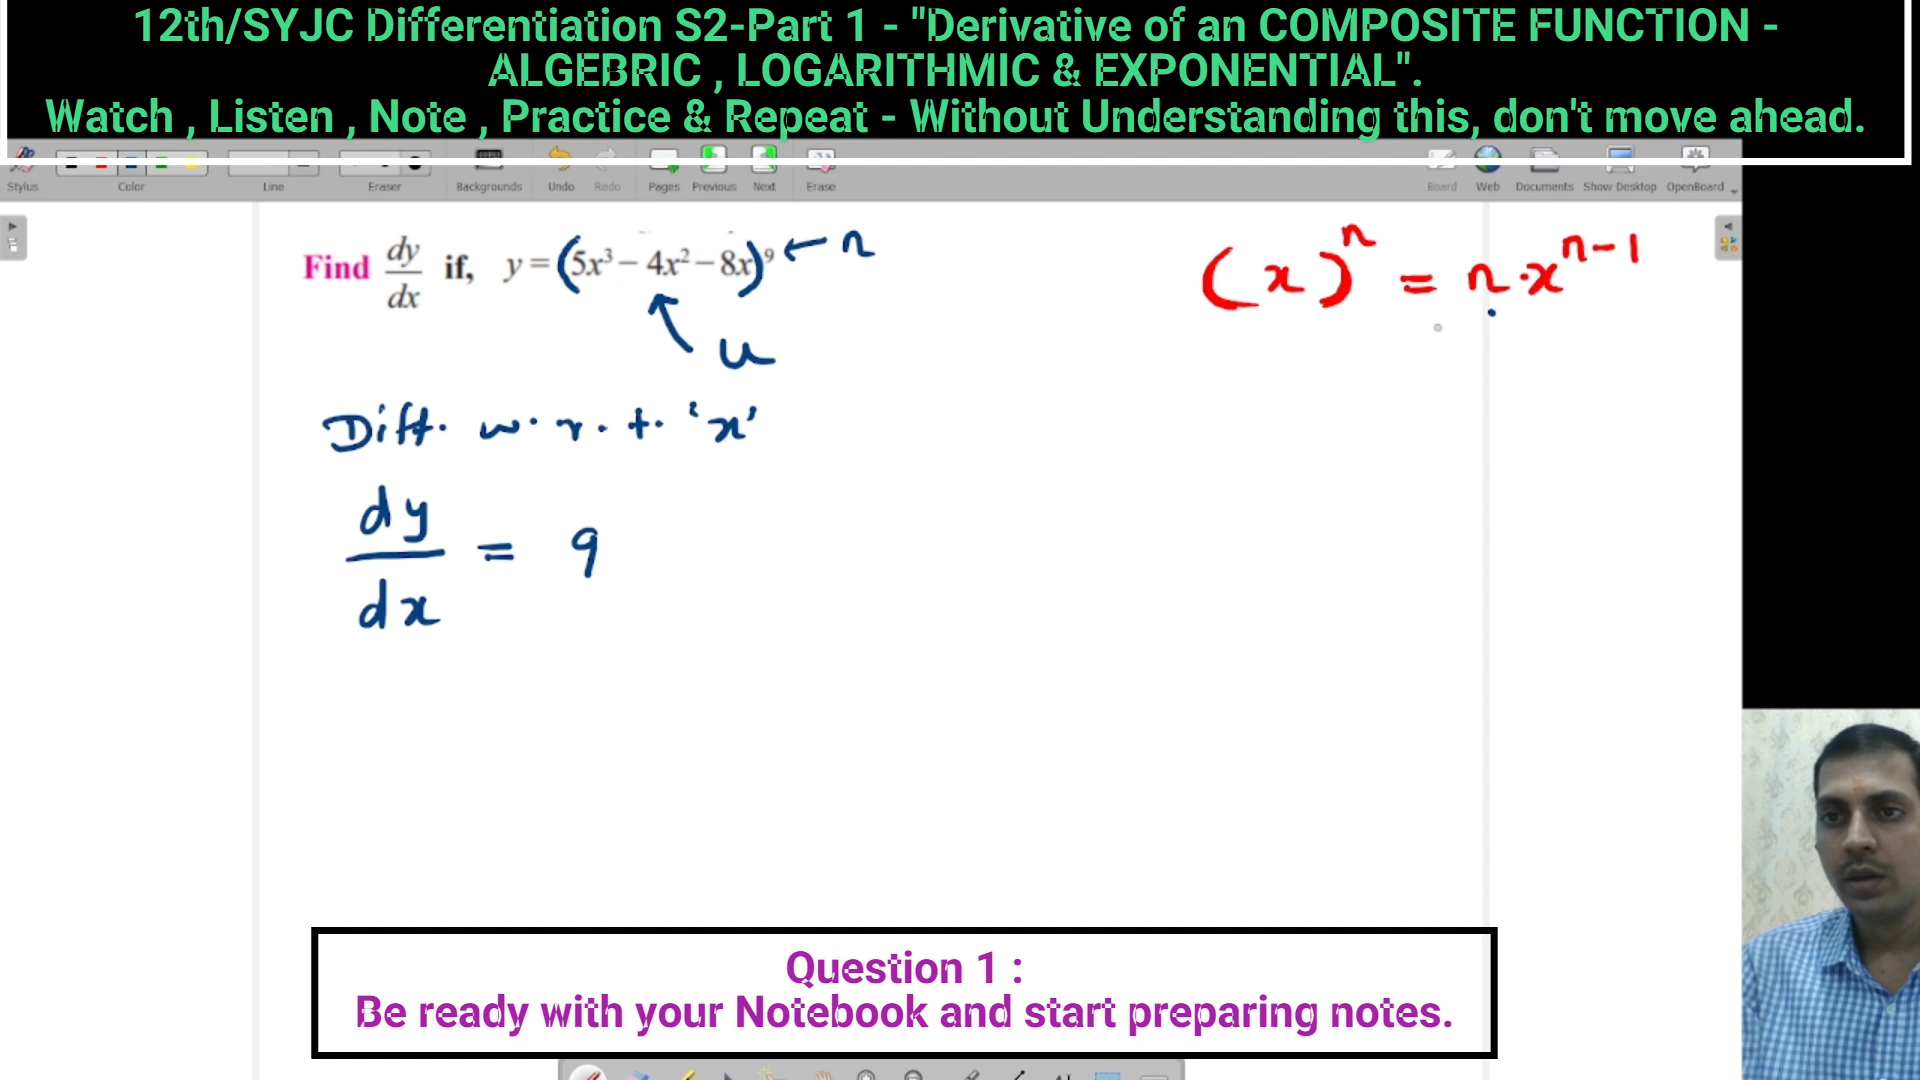 12th/SYJC Differentiation S2-Part 1 - "Derivative of an COMPOSITE FUNCTION -
ALGEBRIC , LOGARITHMIC & EXPONENTIAL".
Watch , Listen , Note , Practice & Repeat - Without Understanding this, don't move ahead.
Stylus Color Line Eraser Backgrounds Undo Redo Pages Previous Next Erase Board Web Documents Show Desktop OpenBoard
Find dy/dx if, y = (5x³ – 4x² – 8x)⁹ ← n
(x)ⁿ = n·xⁿ⁻¹
u
Diff. w.r.t. 'x'
dy/dx = 9
Question 1 :
Be ready with your Notebook and start preparing notes.